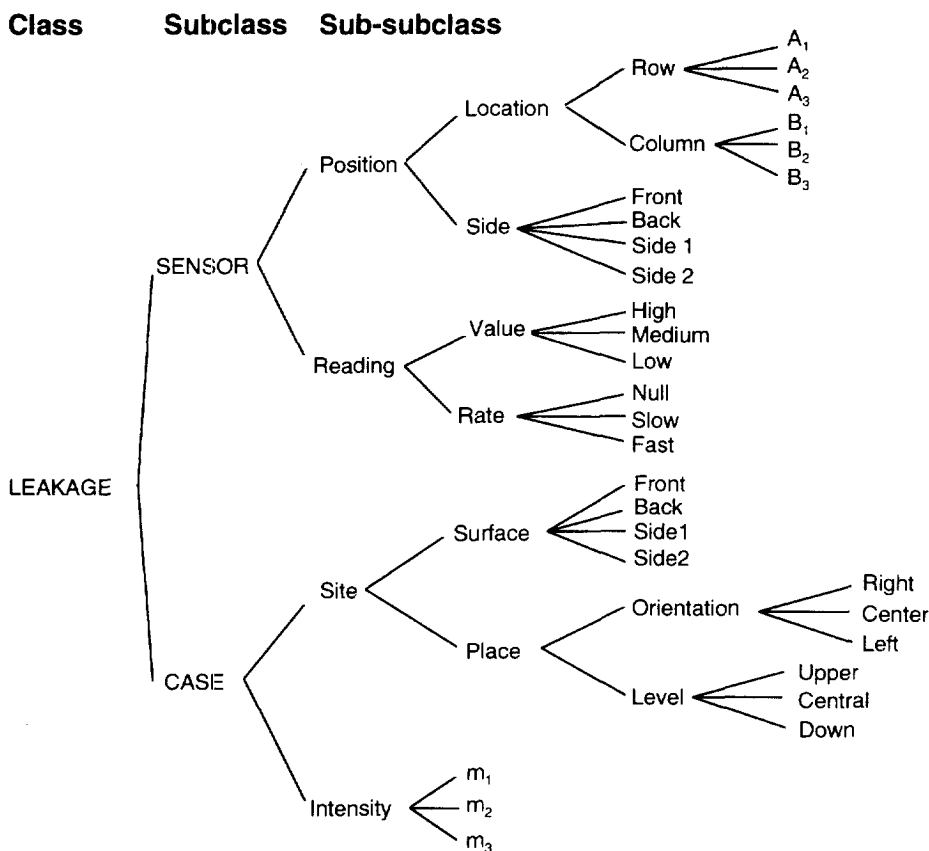 Class Subclass Sub-subclass
A₁
Row A₂
A₃
Location
B₁
Column B₂
B₃
Position
Front
Back
Side Side 1
Side 2
SENSOR
High
Value Medium
Low
Reading
Null
Rate Slow
Fast
LEAKAGE
Front
Back
Surface Side1
Side2
Site
Right
Orientation Center
Left
Place
Upper
Level Central
Down
CASE
m₁
Intensity m₂
m₃